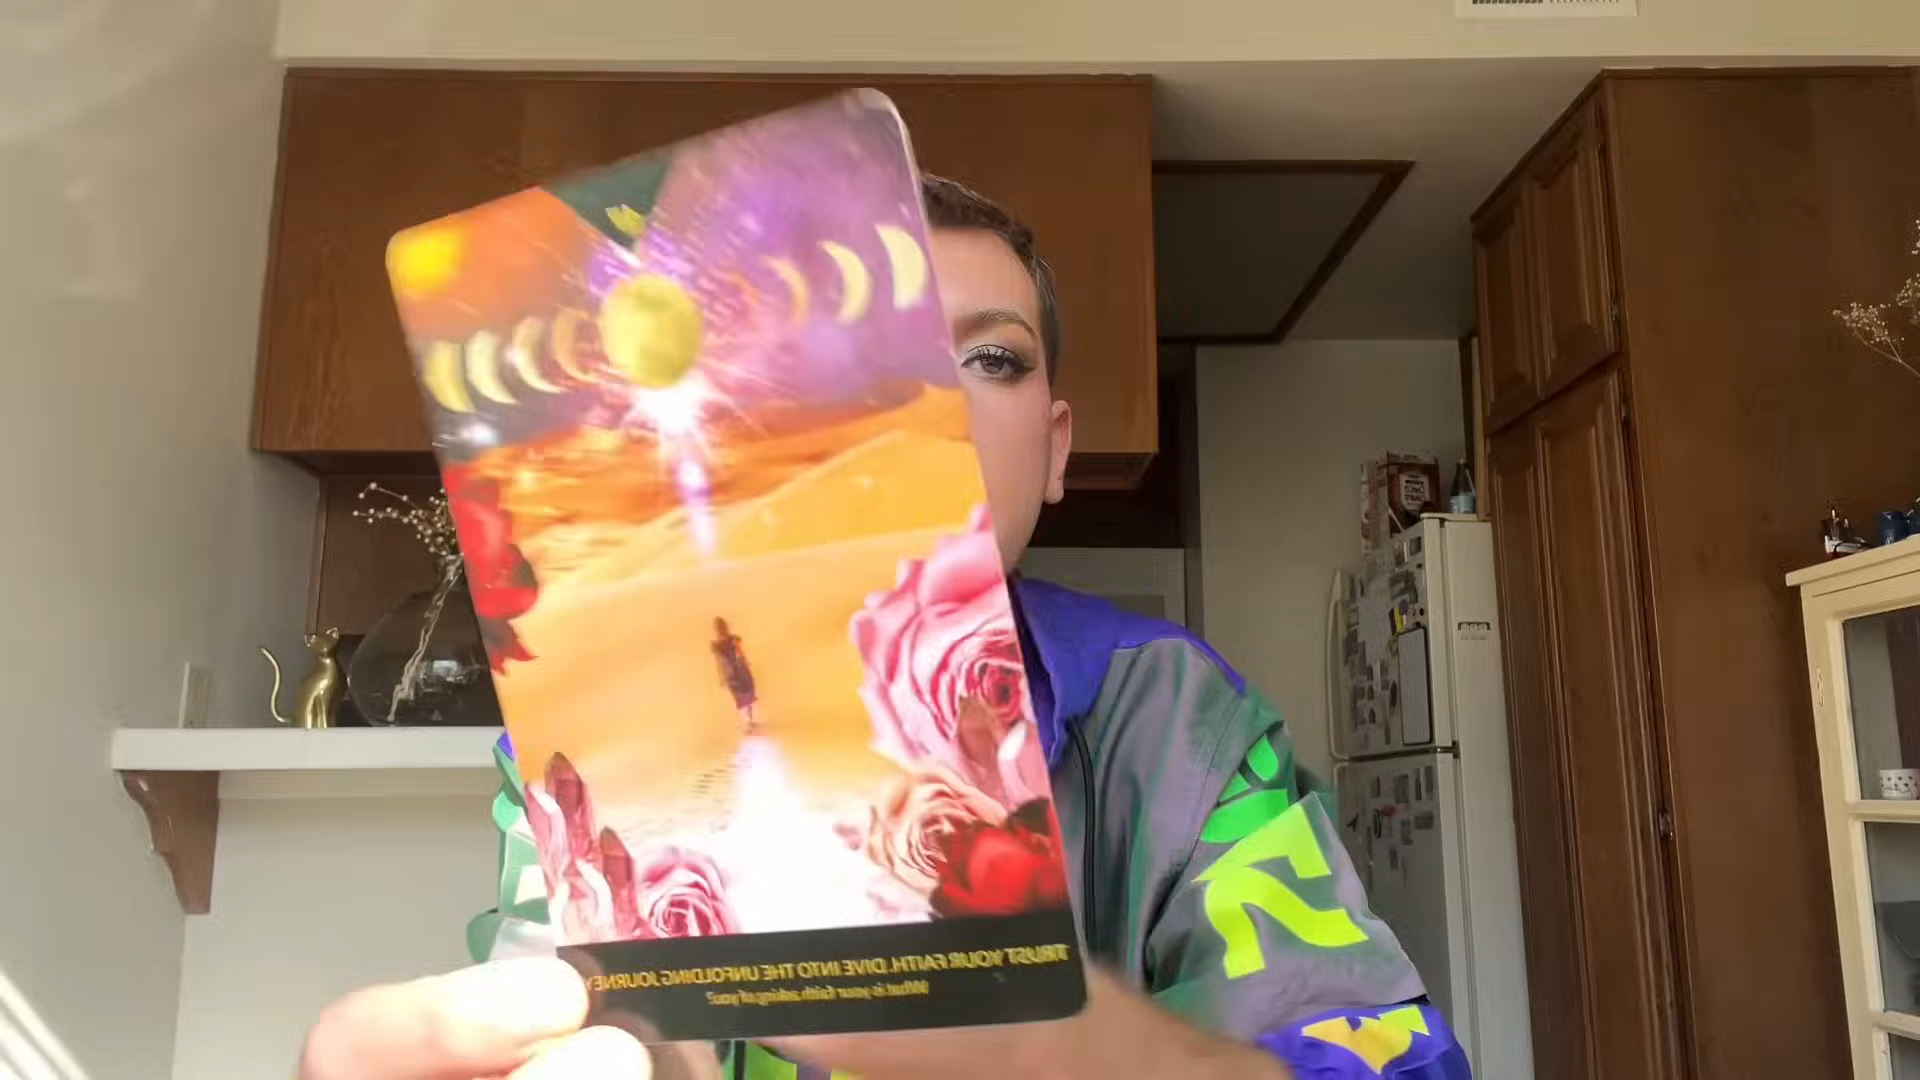 TRUST YOUR FAITH. DIVE INTO THE UNFOLDING JOURNEY
What is your faith asking of you?